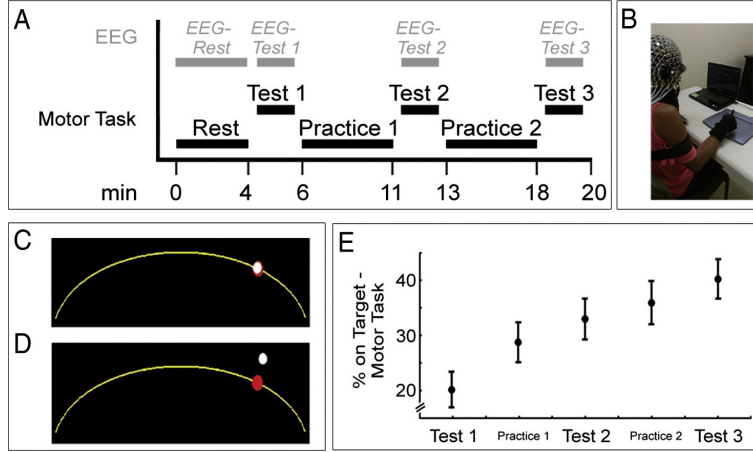 A
EEG
EEG-Rest
EEG-Test 1
EEG-Test 2
EEG-Test 3
Motor Task
Test 1
Test 2
Test 3
Rest
Practice 1
Practice 2
min
0 4 6 11 13 18 20
B
C
D
E
% on Target -
Motor Task
40
30
20
Test 1 Practice 1 Test 2 Practice 2 Test 3